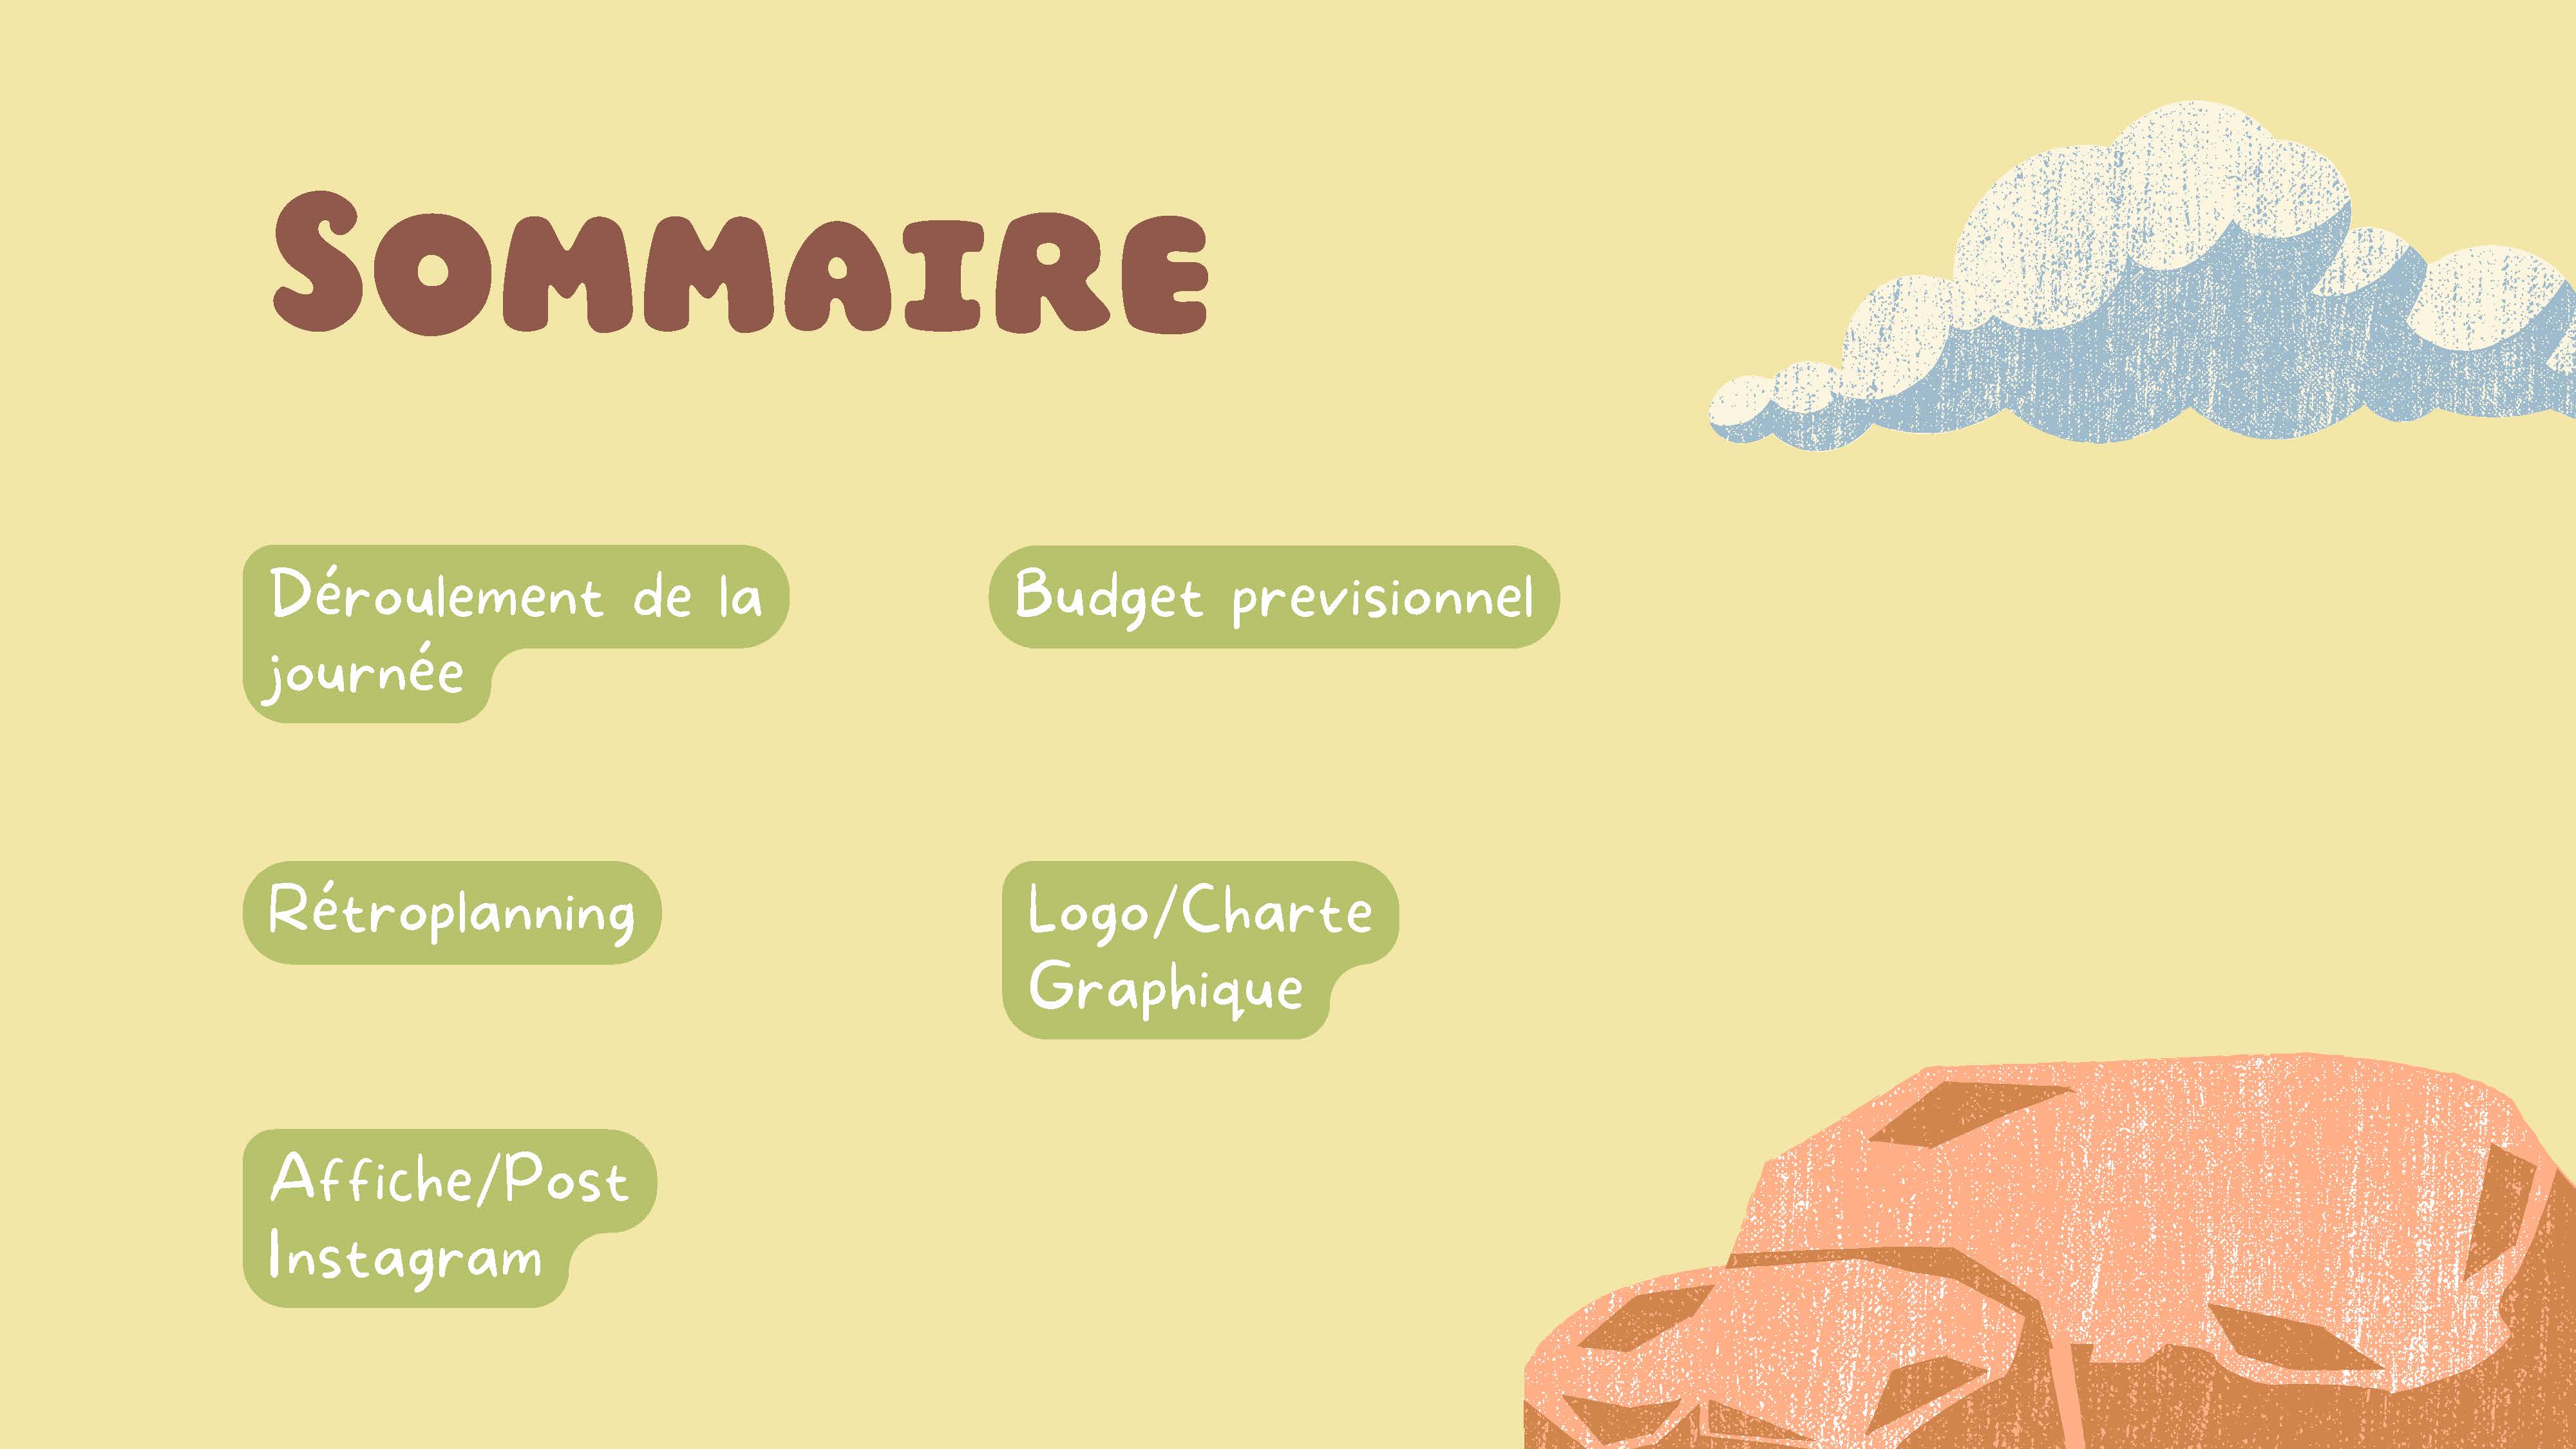 SOMMAIRE
Déroulement de la
journée
Budget previsionnel
Rétroplanning
Logo/Charte
Graphique
Affiche/Post
Instagram